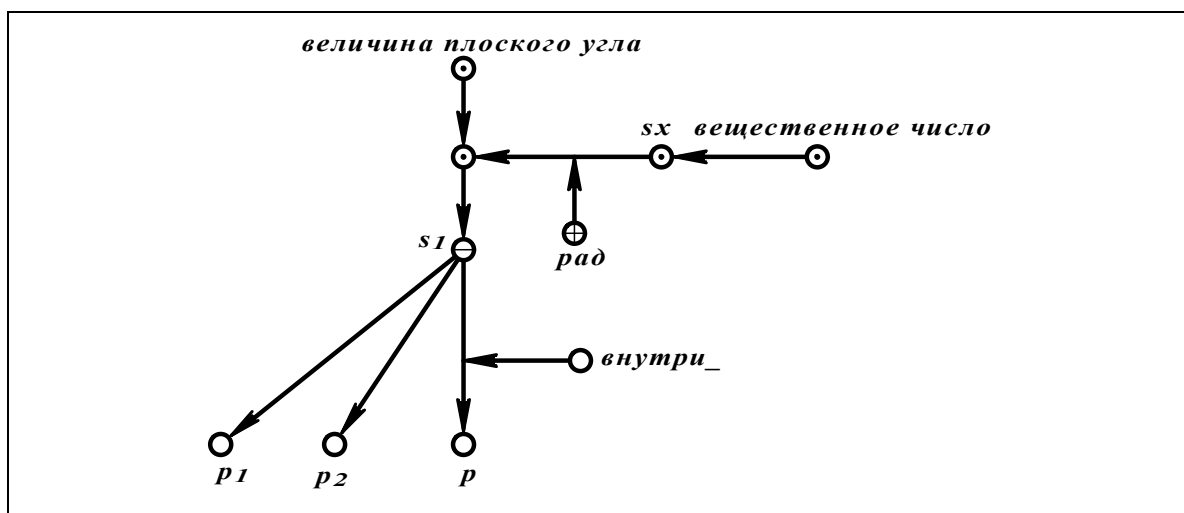 величина плоского угла
sx вещественное число
s1
рад
внутри_
p1
p2
p